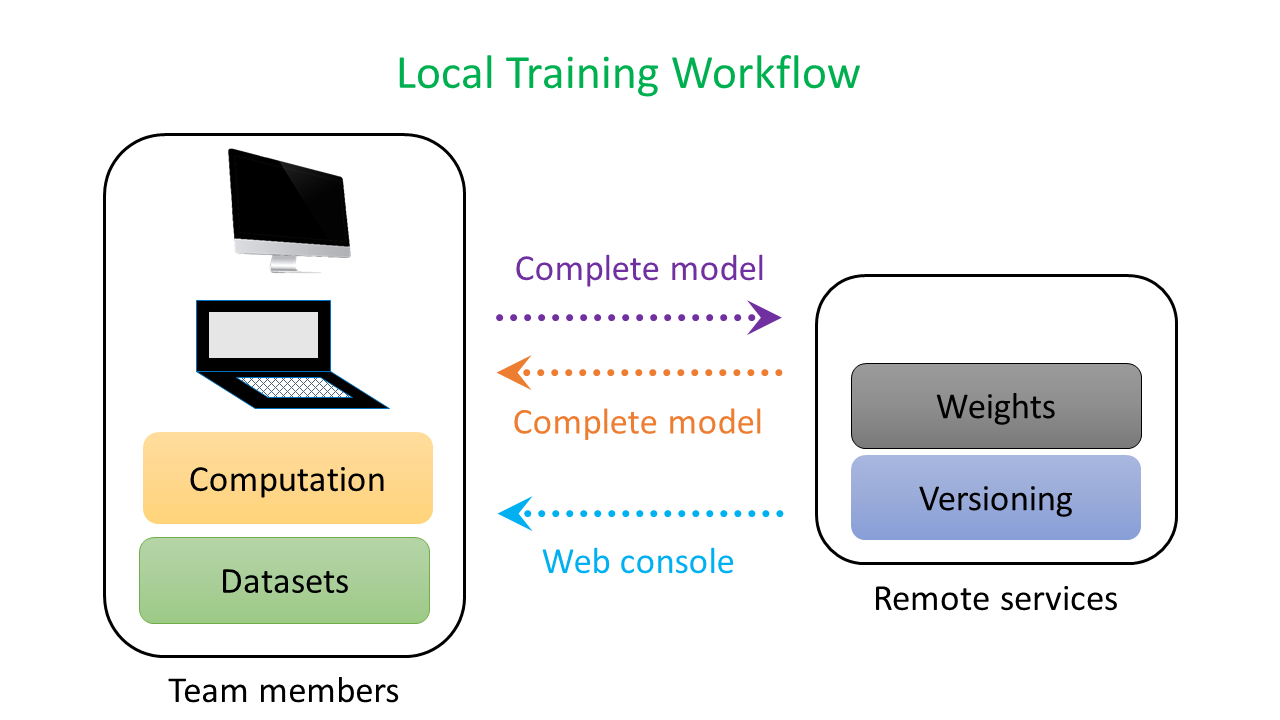 Local Training Workflow
Complete model
Complete model
Web console
Computation
Datasets
Team members
Weights
Versioning
Remote services